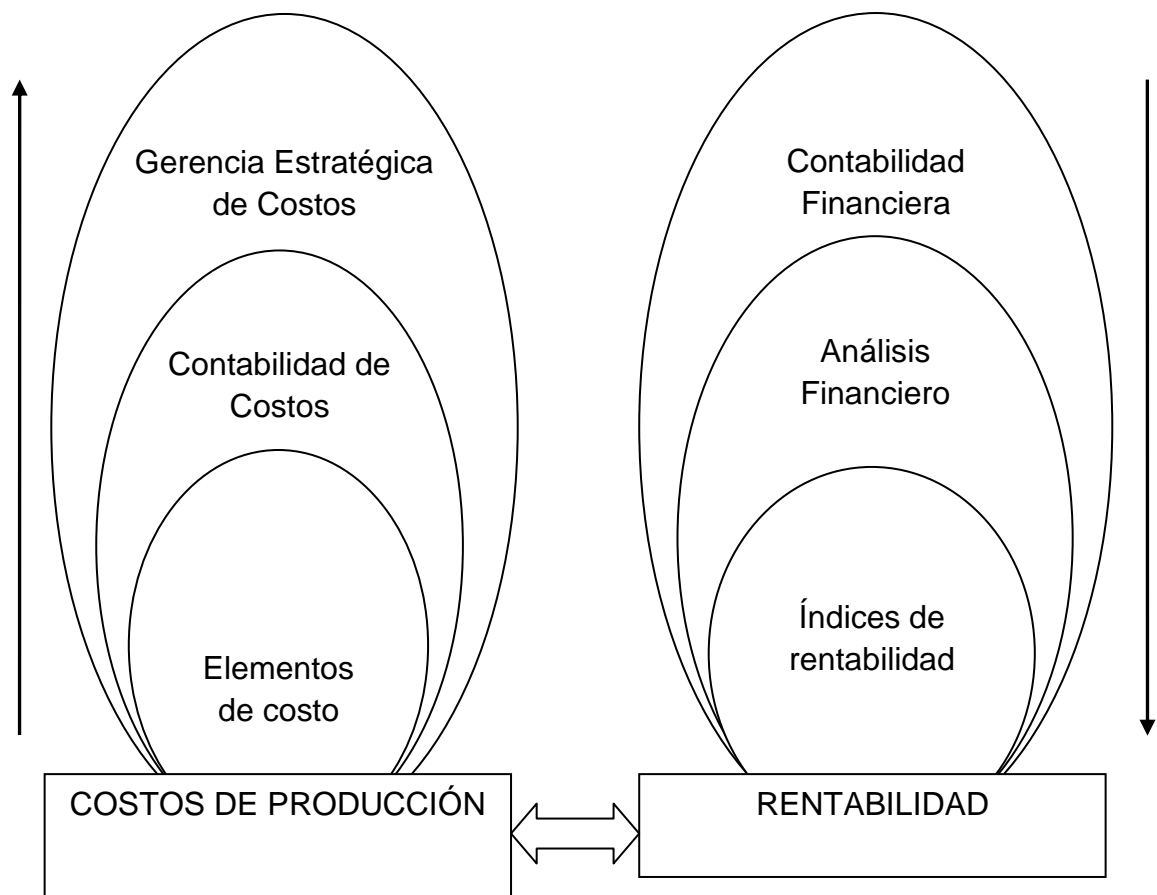 Gerencia Estratégica
de Costos
Contabilidad de
Costos
Elementos
de costo
COSTOS DE PRODUCCIÓN
Contabilidad
Financiera
Análisis
Financiero
Índices de
rentabilidad
RENTABILIDAD